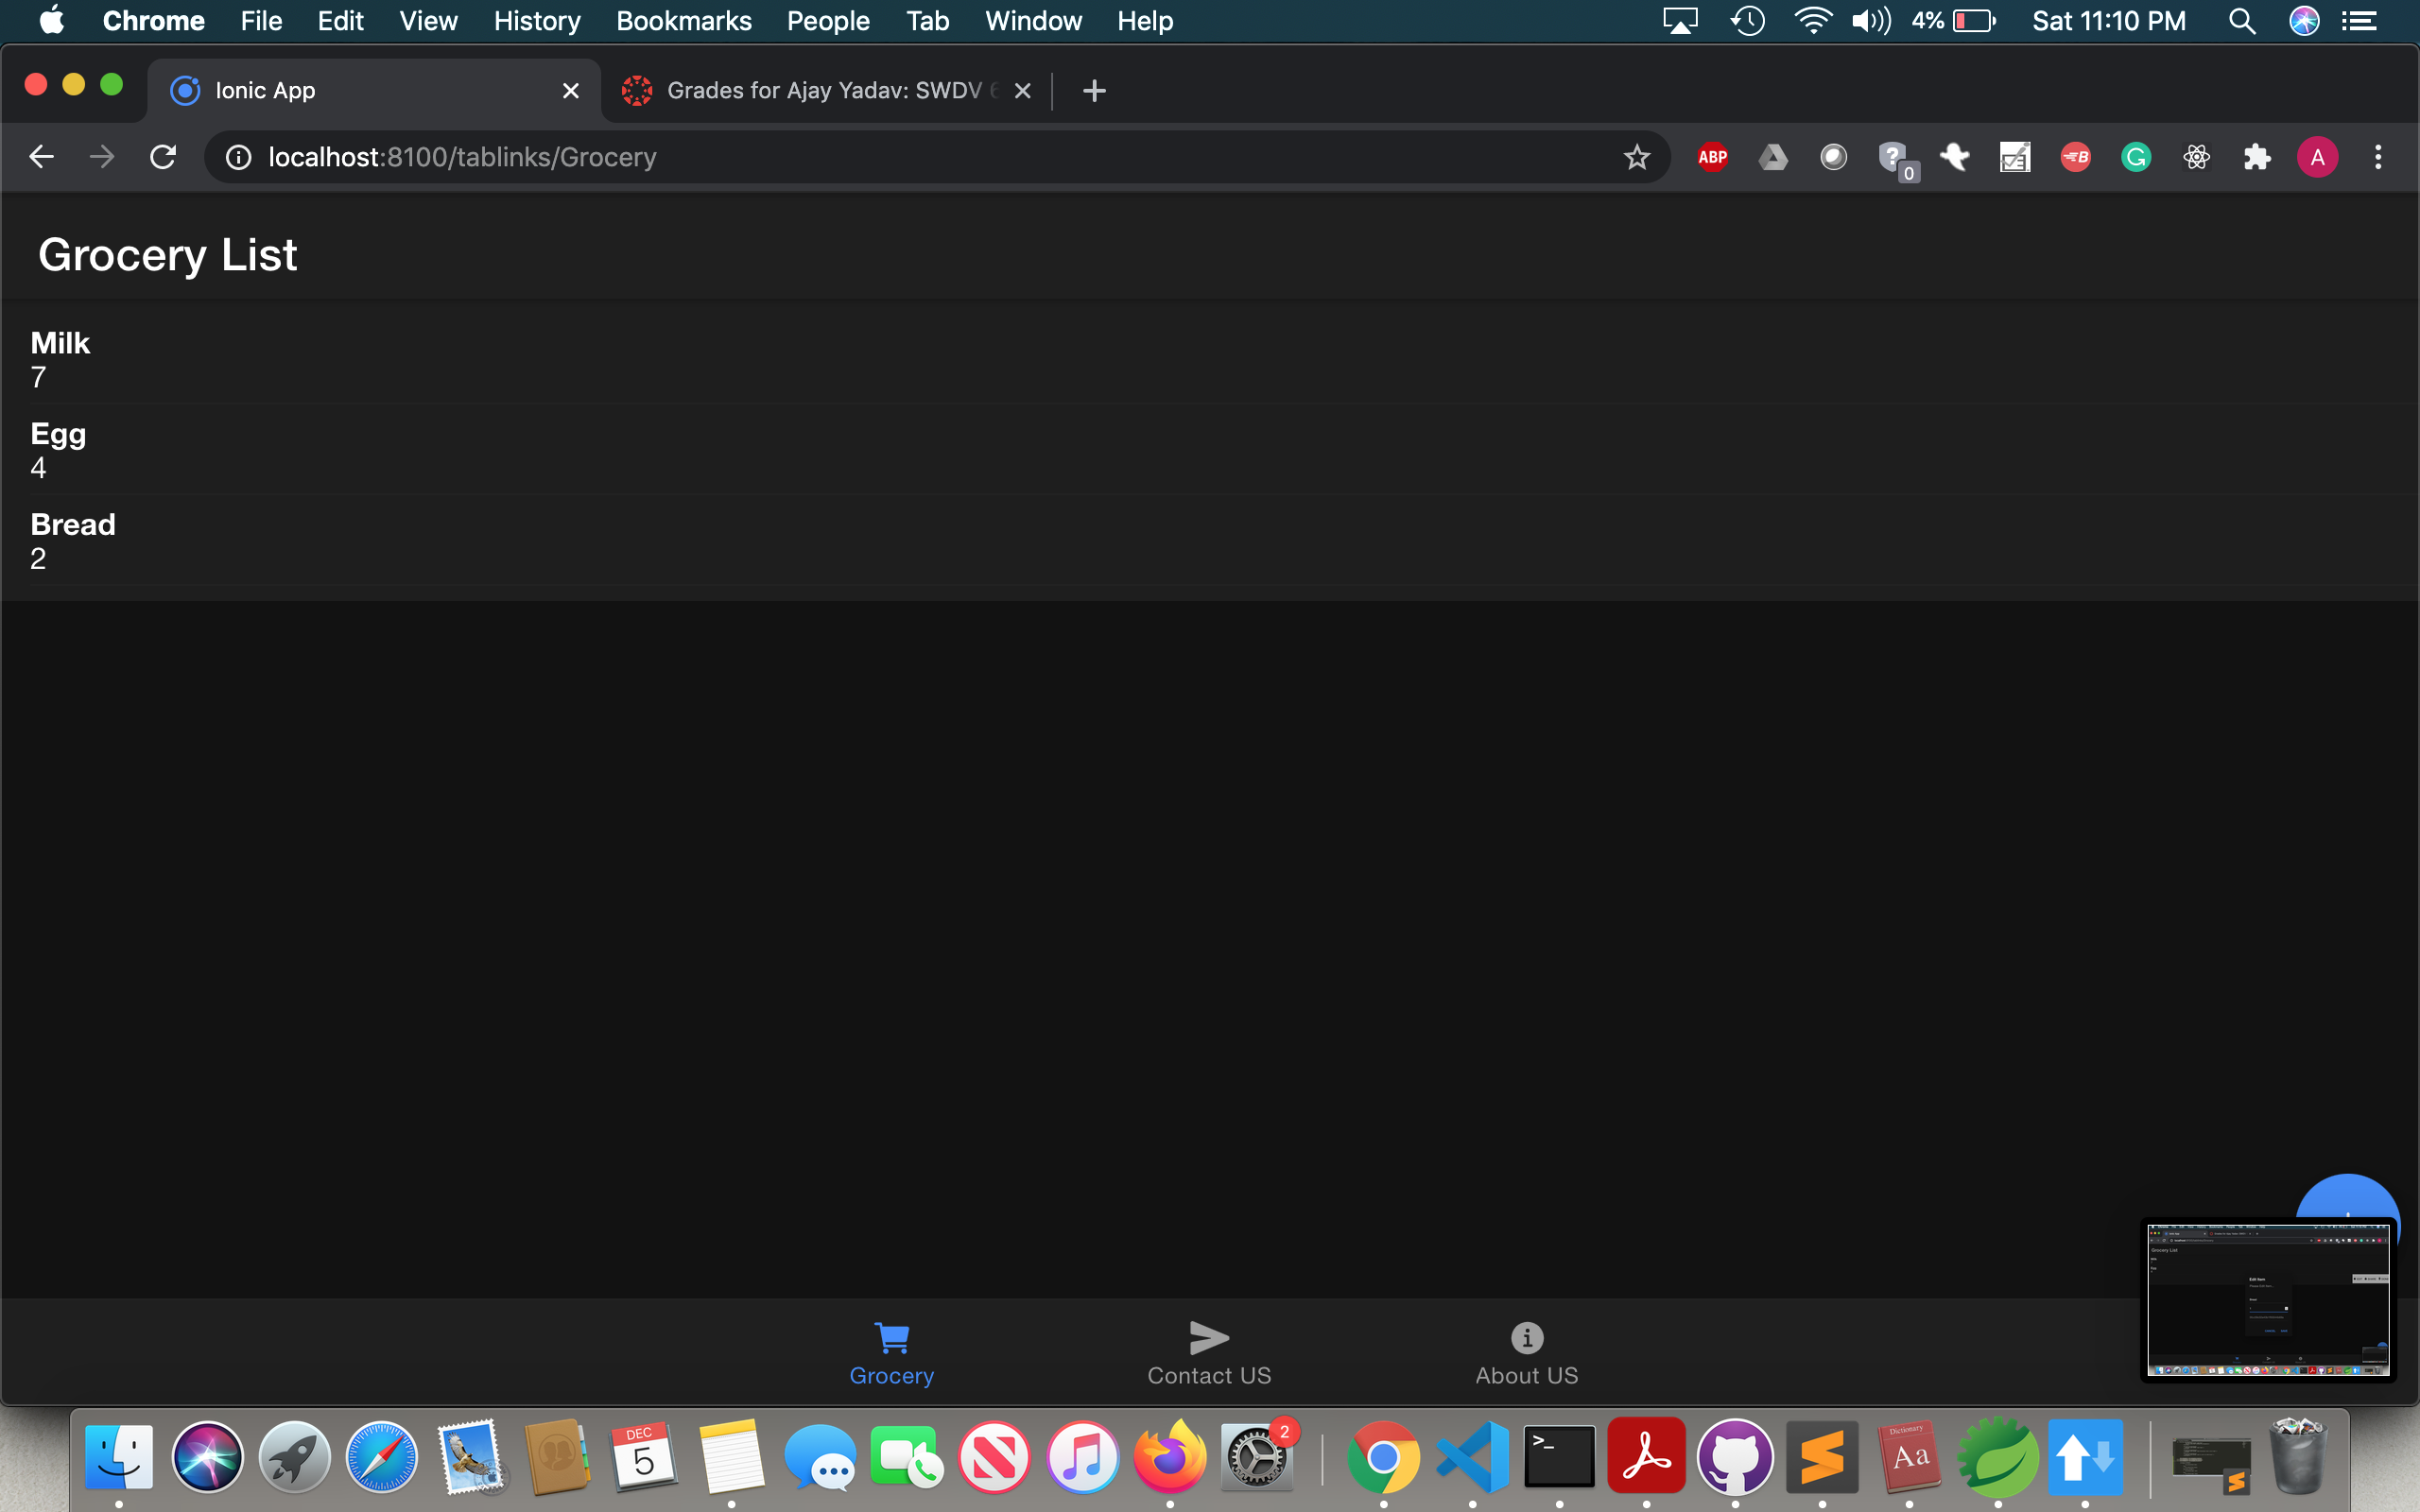 Chrome File Edit View History Bookmarks People Tab Window Help 4% Sat 11:10 PM
Ionic App Grades for Ajay Yadav: SWDV
localhost:8100/tablinks/Grocery ABP 0 A
Grocery List
Milk
7
Egg
4
Bread
2
Grocery Contact US About US
DEC
5
2
Dictionary
Aa